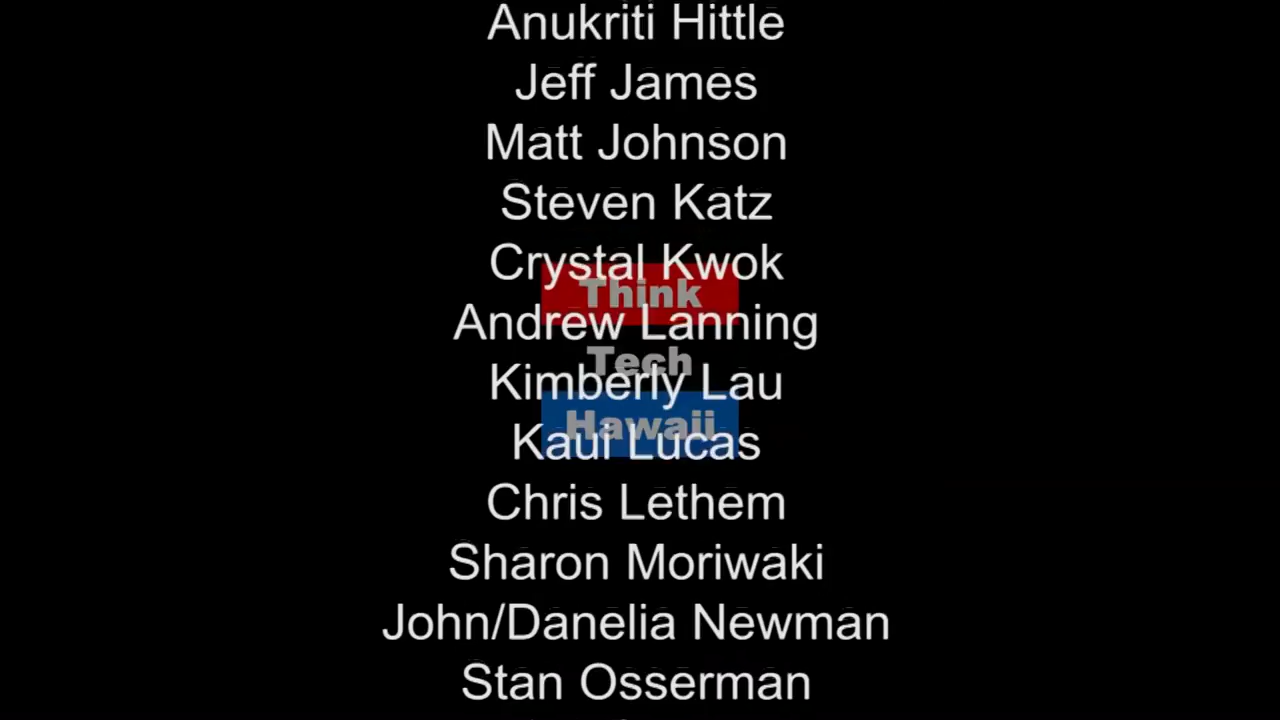 Anukriti Hittle
Jeff James
Matt Johnson
Steven Katz
Crystal Kwok
Think
Andrew Lanning
Tech
Kimberly Lau
Hawaii
Kaui Lucas
Chris Lethem
Sharon Moriwaki
John/Danelia Newman
Stan Osserman